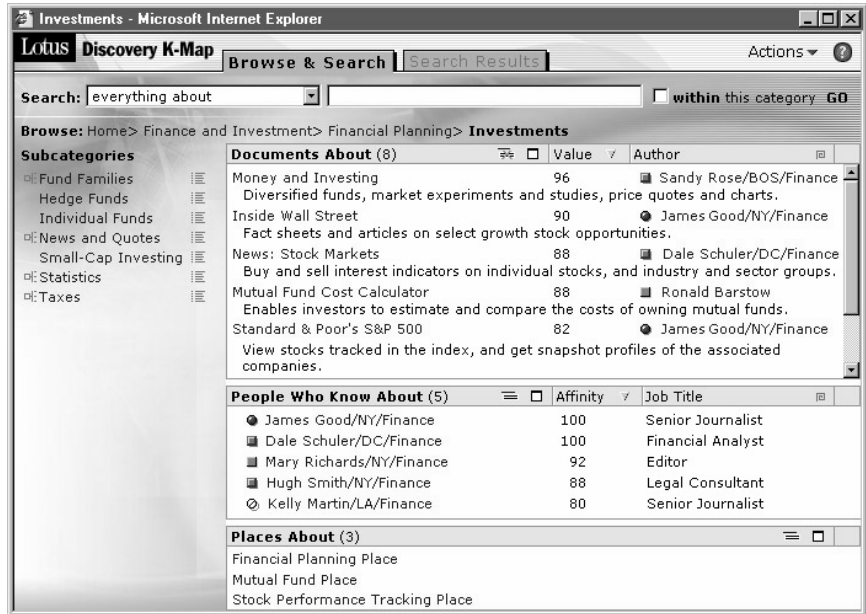 Investments - Microsoft Internet Explorer
Lotus Discovery K-Map Browse & Search Search Results Actions
Search: everything about within this category GO
Browse: Home> Finance and Investment> Financial Planning> Investments
Subcategories
Fund Families
Hedge Funds
Individual Funds
News and Quotes
Small-Cap Investing
Statistics
Taxes
Documents About (8) Value Author
Money and Investing 96 Sandy Rose/BOS/Finance
Diversified funds, market experiments and studies, price quotes and charts.
Inside Wall Street 90 James Good/NY/Finance
Fact sheets and articles on select growth stock opportunities.
News: Stock Markets 88 Dale Schuler/DC/Finance
Buy and sell interest indicators on individual stocks, and industry and sector groups.
Mutual Fund Cost Calculator 88 Ronald Barstow
Enables investors to estimate and compare the costs of owning mutual funds.
Standard & Poor's S&P 500 82 James Good/NY/Finance
View stocks tracked in the index, and get snapshot profiles of the associated
companies.
People Who Know About (5) Affinity Job Title
James Good/NY/Finance 100 Senior Journalist
Dale Schuler/DC/Finance 100 Financial Analyst
Mary Richards/NY/Finance 92 Editor
Hugh Smith/NY/Finance 88 Legal Consultant
Kelly Martin/LA/Finance 80 Senior Journalist
Places About (3)
Financial Planning Place
Mutual Fund Place
Stock Performance Tracking Place